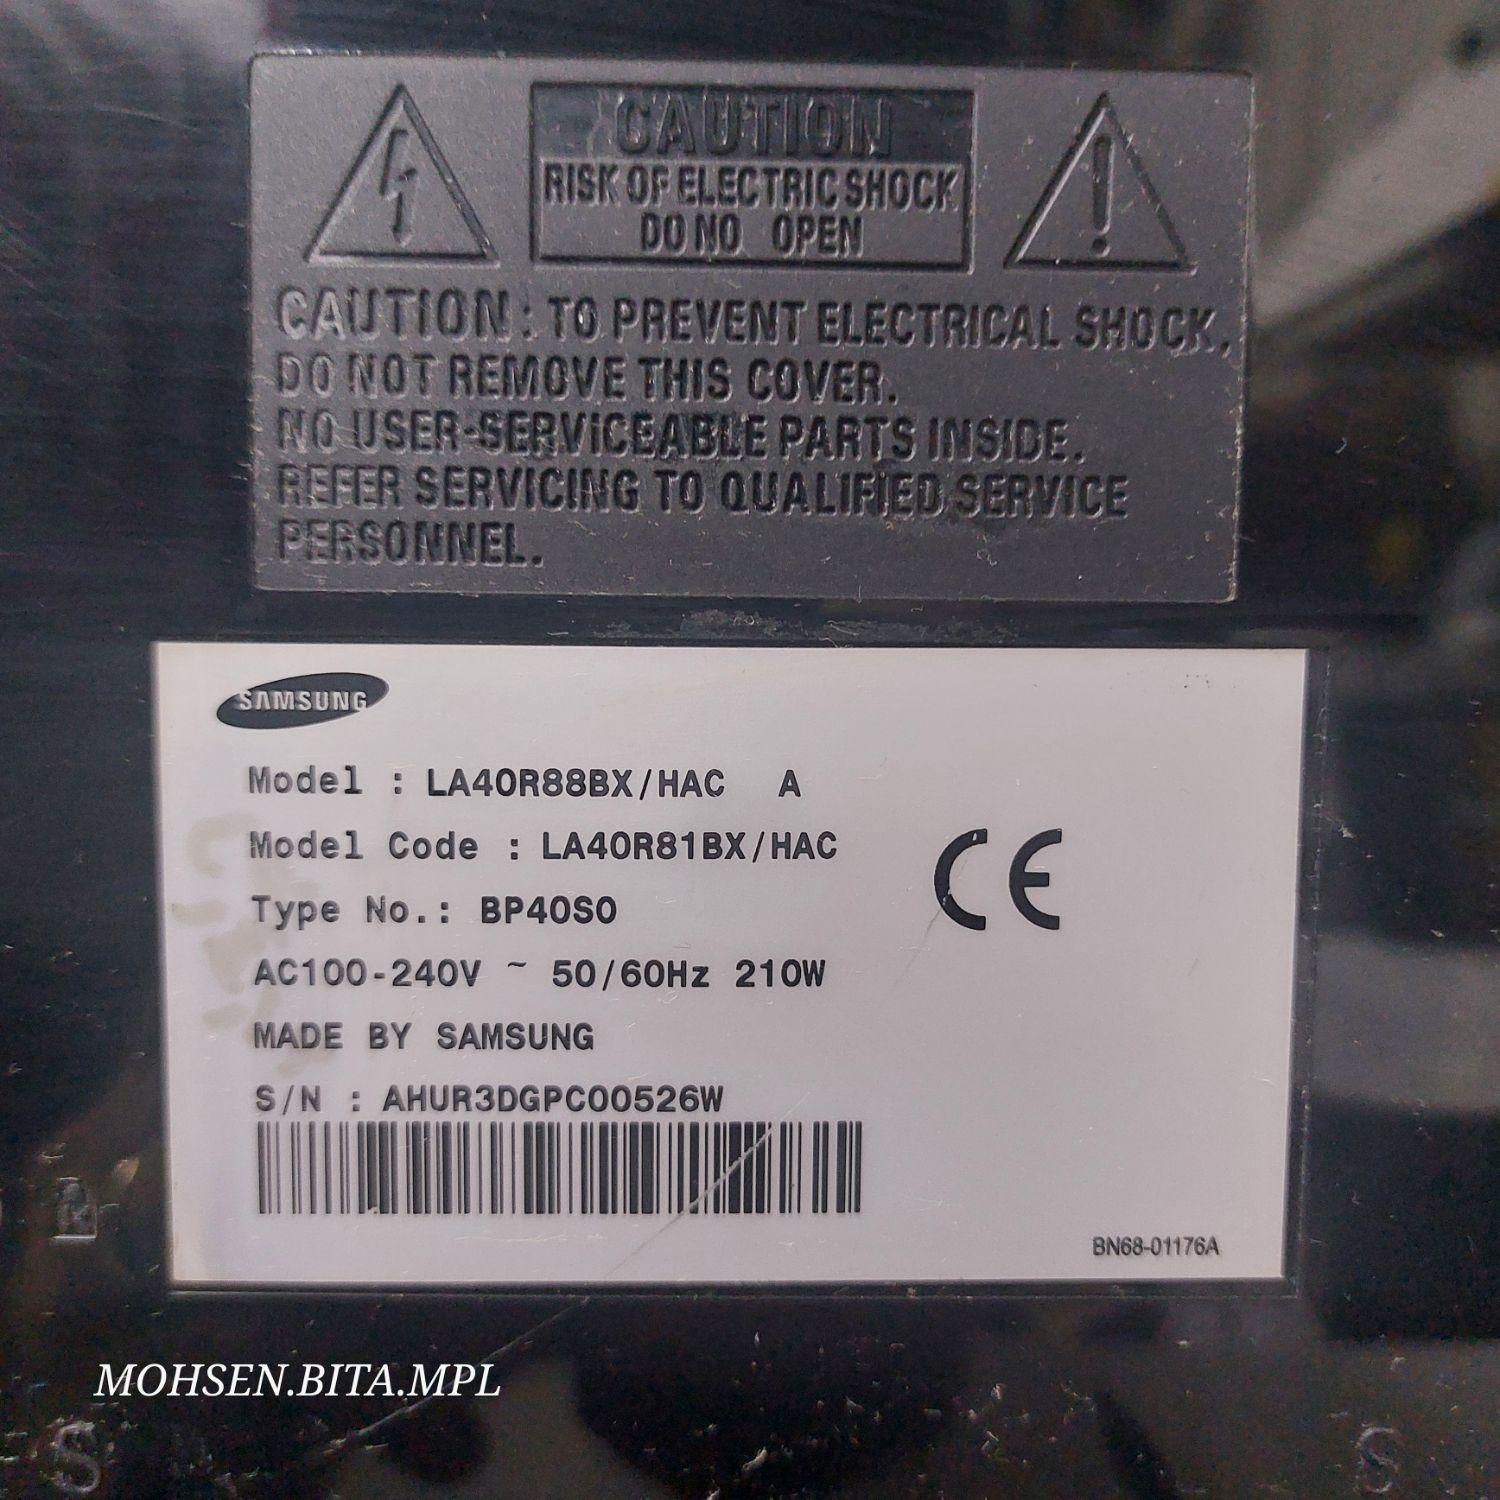 CAUTION
RISK OF ELECTRIC SHOCK
DO NO OPEN
CAUTION : TO PREVENT ELECTRICAL SHOCK,
DO NOT REMOVE THIS COVER.
NO USER-SERVICEABLE PARTS INSIDE.
REFER SERVICING TO QUALIFIED SERVICE
PERSONNEL.
SAMSUNG
Model : LA40R88BX/HAC A
Model Code : LA40R81BX/HAC
Type No.: BP40S0
AC100-240V ~ 50/60Hz 210W
MADE BY SAMSUNG
S/N : AHUR3DGPC00526W
CE
BN68-01176A
R
MOHSEN.BITA.MPL
S S